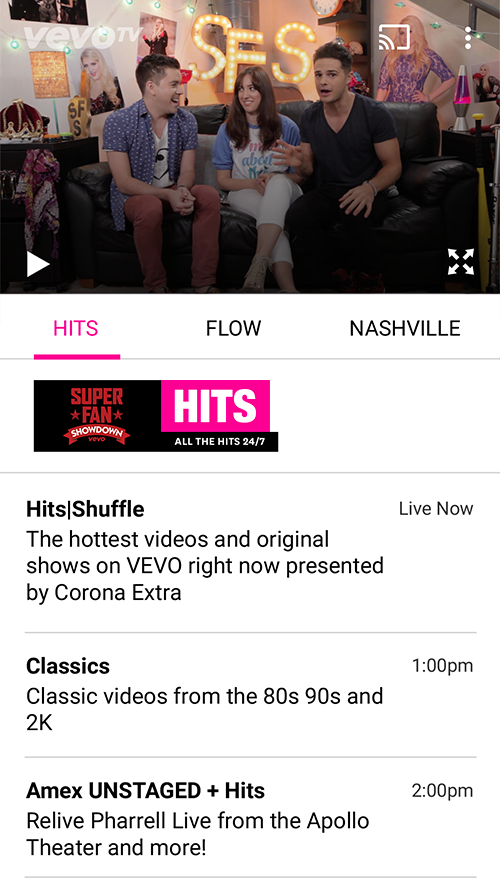 vevo TV
SFS
SFS
HITS
FLOW
NASHVILLE
SUPER
FAN
SHOWDOWN
vevo
HITS
ALL THE HITS 24/7
Hits|Shuffle
Live Now
The hottest videos and original
shows on VEVO right now presented
by Corona Extra
Classics
1:00pm
Classic videos from the 80s 90s and
2K
Amex UNSTAGED + Hits
2:00pm
Relive Pharrell Live from the Apollo
Theater and more!